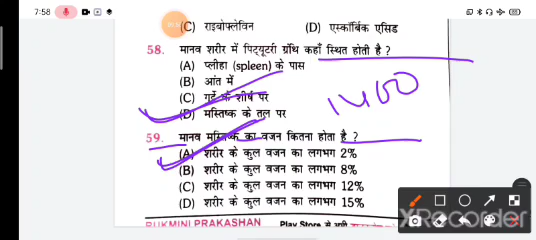 7:58
(C) राइबोफ्लेविन (D) एस्कॉर्बिक एसिड
58. मानव शरीर में पिट्यूटरी ग्रंथि कहाँ स्थित होती है ?
(A) प्लीहा (spleen) के पास
(B) आंत में
(C) गुर्दे के शीर्ष पर
(D) मस्तिष्क के तल पर
1400
59. मानव मस्तिष्क का वजन कितना होता है ?
(A) शरीर के कुल वजन का लगभग 2%
(B) शरीर के कुल वजन का लगभग 8%
(C) शरीर के कुल वजन का लगभग 12%
(D) शरीर के कुल वजन का लगभग 15%
RUKMINI PRAKASHAN Play Store से अभी
XRecorder